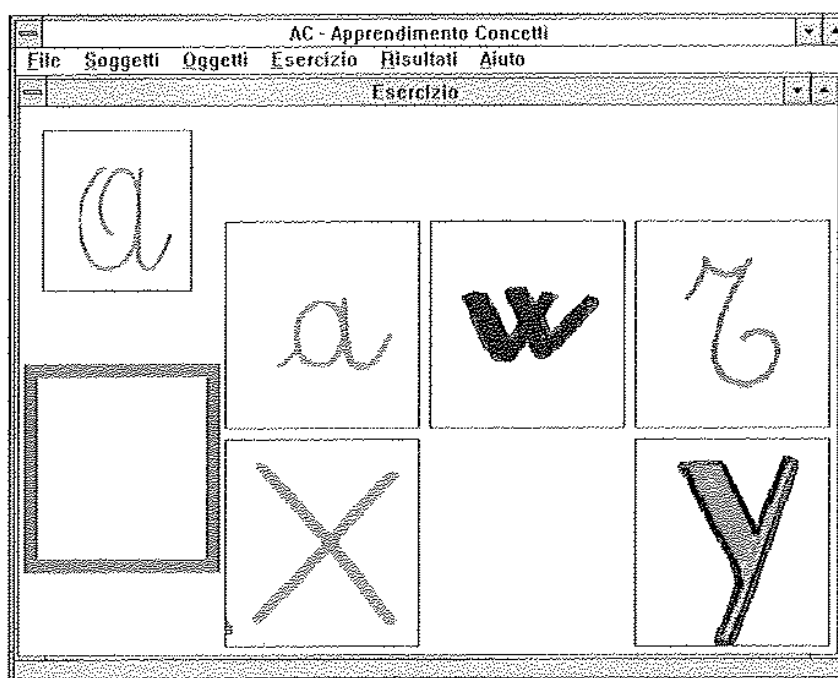 AC - Apprendimento Concetti
File Soggetti Oggetti Esercizio Risultati Aiuto
Esercizio
a
a w r
x y